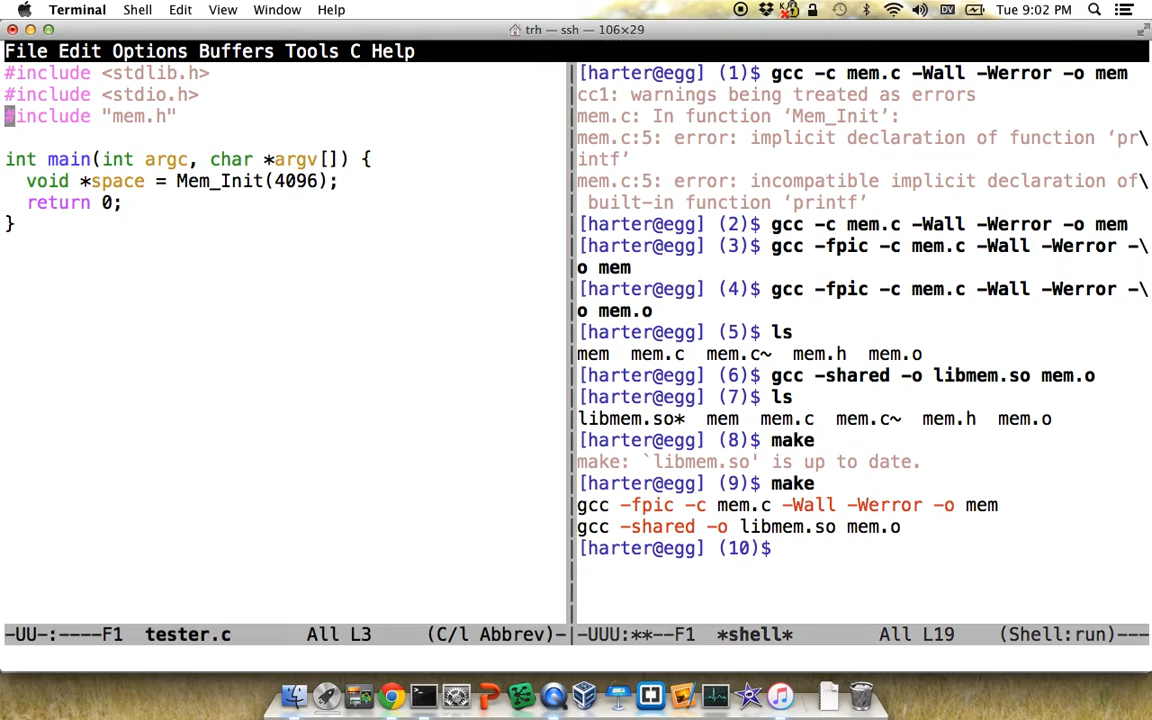 Terminal Shell Edit View Window Help
DV
Tue 9:02 PM
trh — ssh — 106×29
File Edit Options Buffers Tools C Help
#include <stdlib.h>
#include <stdio.h>
#include "mem.h"
int main(int argc, char *argv[]) {
void *space = Mem_Init(4096);
return 0;
}
-UU-:----F1 tester.c All L3 (C/l Abbrev)-
[harter@egg] (1)$ gcc -c mem.c -Wall -Werror -o mem
cc1: warnings being treated as errors
mem.c: In function ‘Mem_Init’:
mem.c:5: error: implicit declaration of function ‘pr\
intf’
mem.c:5: error: incompatible implicit declaration of\
built-in function ‘printf’
[harter@egg] (2)$ gcc -c mem.c -Wall -Werror -o mem
[harter@egg] (3)$ gcc -fpic -c mem.c -Wall -Werror -\
o mem
[harter@egg] (4)$ gcc -fpic -c mem.c -Wall -Werror -\
o mem.o
[harter@egg] (5)$ ls
mem mem.c mem.c~ mem.h mem.o
[harter@egg] (6)$ gcc -shared -o libmem.so mem.o
[harter@egg] (7)$ ls
libmem.so* mem mem.c mem.c~ mem.h mem.o
[harter@egg] (8)$ make
make: `libmem.so' is up to date.
[harter@egg] (9)$ make
gcc -fpic -c mem.c -Wall -Werror -o mem
gcc -shared -o libmem.so mem.o
[harter@egg] (10)$
-UUU:**--F1 *shell* All L19 (Shell:run)---